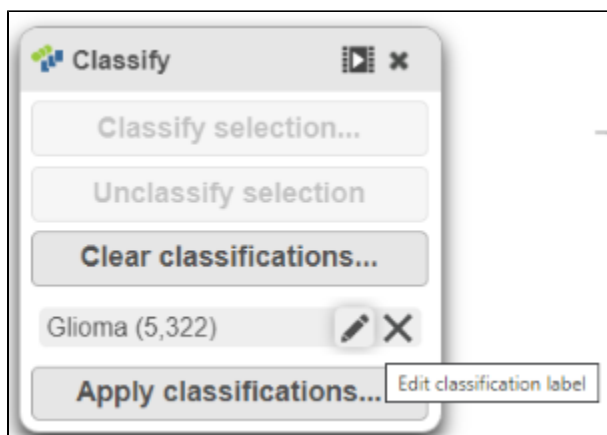 Classify
Classify selection...
Unclassify selection
Clear classifications...
Glioma (5,322)
Edit classification label
Apply classifications...